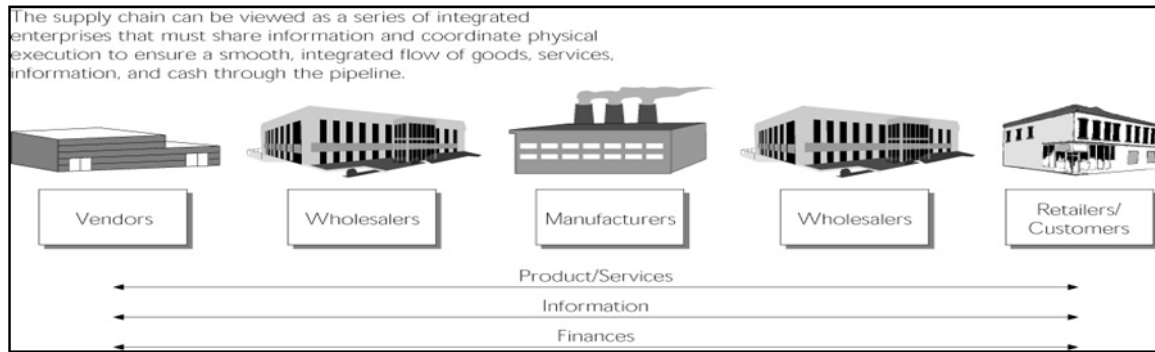 The supply chain can be viewed as a series of integrated
enterprises that must share information and coordinate physical
execution to ensure a smooth, integrated flow of goods, services,
information, and cash through the pipeline.
Vendors
Wholesalers
Manufacturers
Wholesalers
Retailers/
Customers
Product/Services
Information
Finances